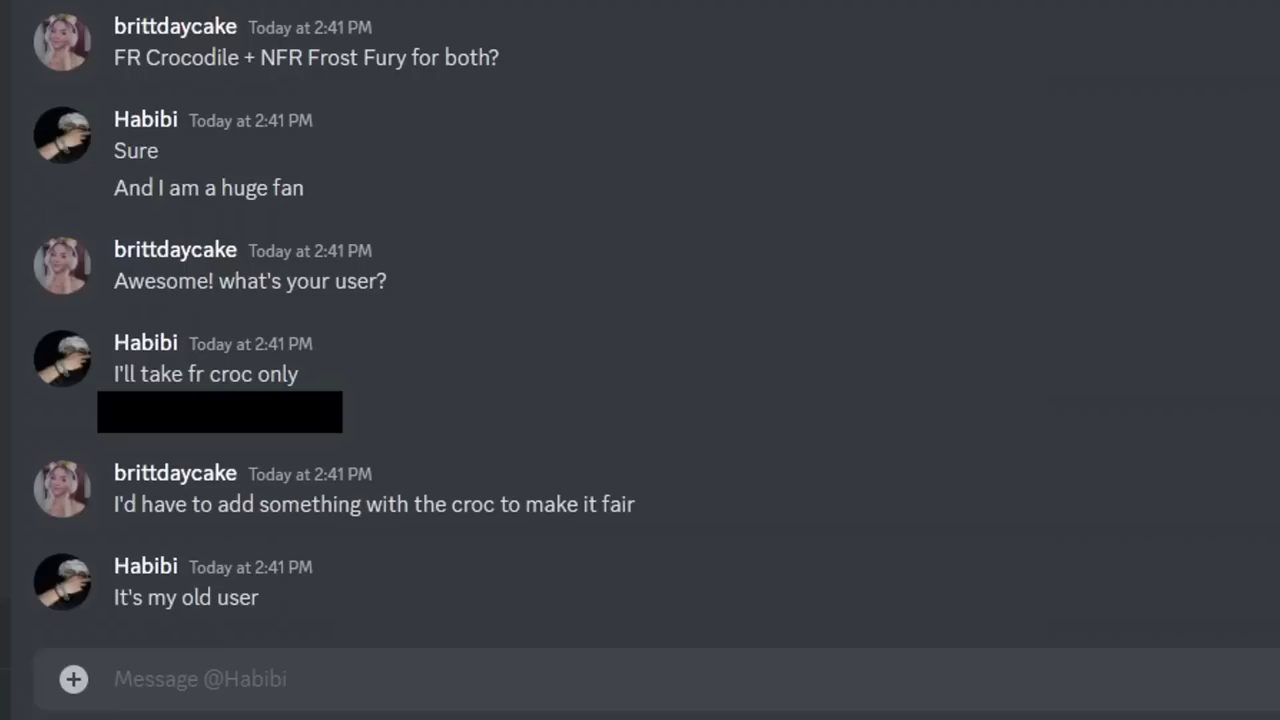 brittdaycake Today at 2:41 PM
FR Crocodile + NFR Frost Fury for both?
Habibi Today at 2:41 PM
Sure
And I am a huge fan
brittdaycake Today at 2:41 PM
Awesome! what's your user?
Habibi Today at 2:41 PM
I'll take fr croc only
brittdaycake Today at 2:41 PM
I'd have to add something with the croc to make it fair
Habibi Today at 2:41 PM
It's my old user
Message @Habibi